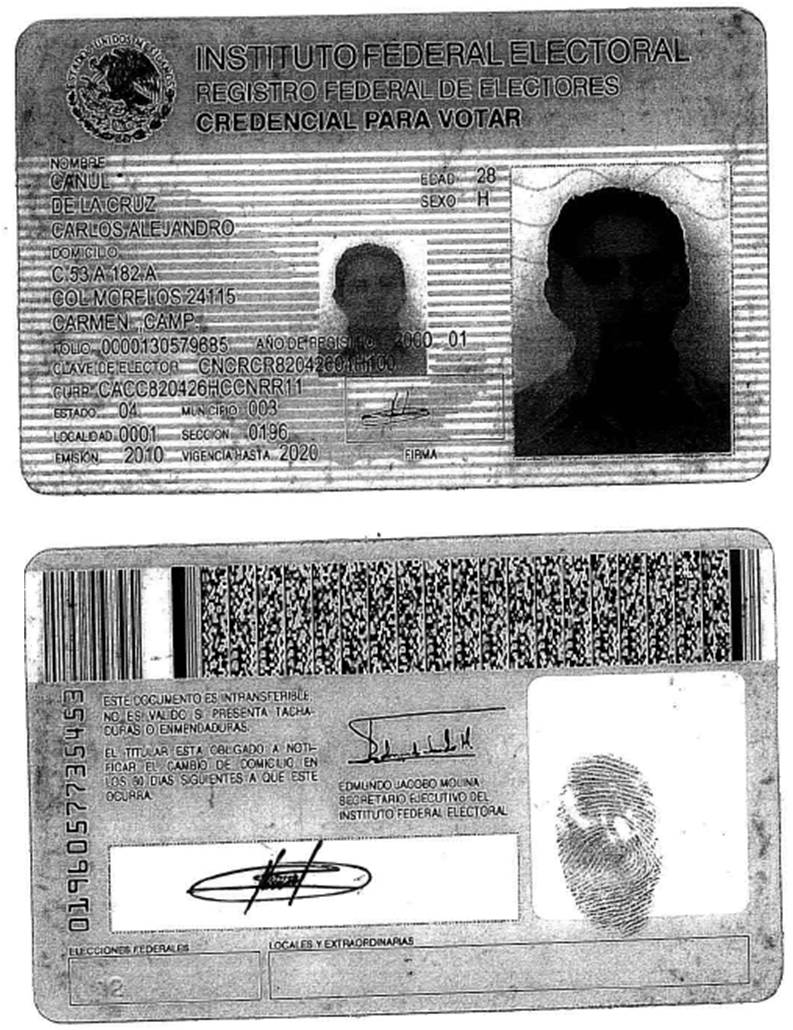 ESTADOS UNIDOS MEXICANOS
INSTITUTO FEDERAL ELECTORAL
REGISTRO FEDERAL DE ELECTORES
CREDENCIAL PARA VOTAR
NOMBRE
CANUL
DE LA CRUZ
CARLOS ALEJANDRO
EDAD 28
SEXO H
DOMICILIO
C 53 A 182 A
COL MORELOS 24115
CARMEN ,CAMP.
FOLIO 0000130579685 AÑO DE REGISTRO 2000 01
CLAVE DE ELECTOR CNCRCR82042604H100
CURP CACC820426HCCNRR11
ESTADO 04 MUNICIPIO 003
LOCALIDAD 0001 SECCION 0196
EMISIÓN 2010 VIGENCIA HASTA 2020
FIRMA
0196057735453
ESTE DOCUMENTO ES INTRANSFERIBLE,
NO ES VALIDO SI PRESENTA TACHA-
DURAS O ENMENDADURAS.
EL TITULAR ESTA OBLIGADO A NOTI-
FICAR EL CAMBIO DE DOMICILIO EN
LOS 30 DIAS SIGUIENTES A QUE ESTE
OCURRA.
EDMUNDO JACOBO MOLINA
SECRETARIO EJECUTIVO DEL
INSTITUTO FEDERAL ELECTORAL
ELECCIONES FEDERALES
LOCALES Y EXTRAORDINARIAS
12